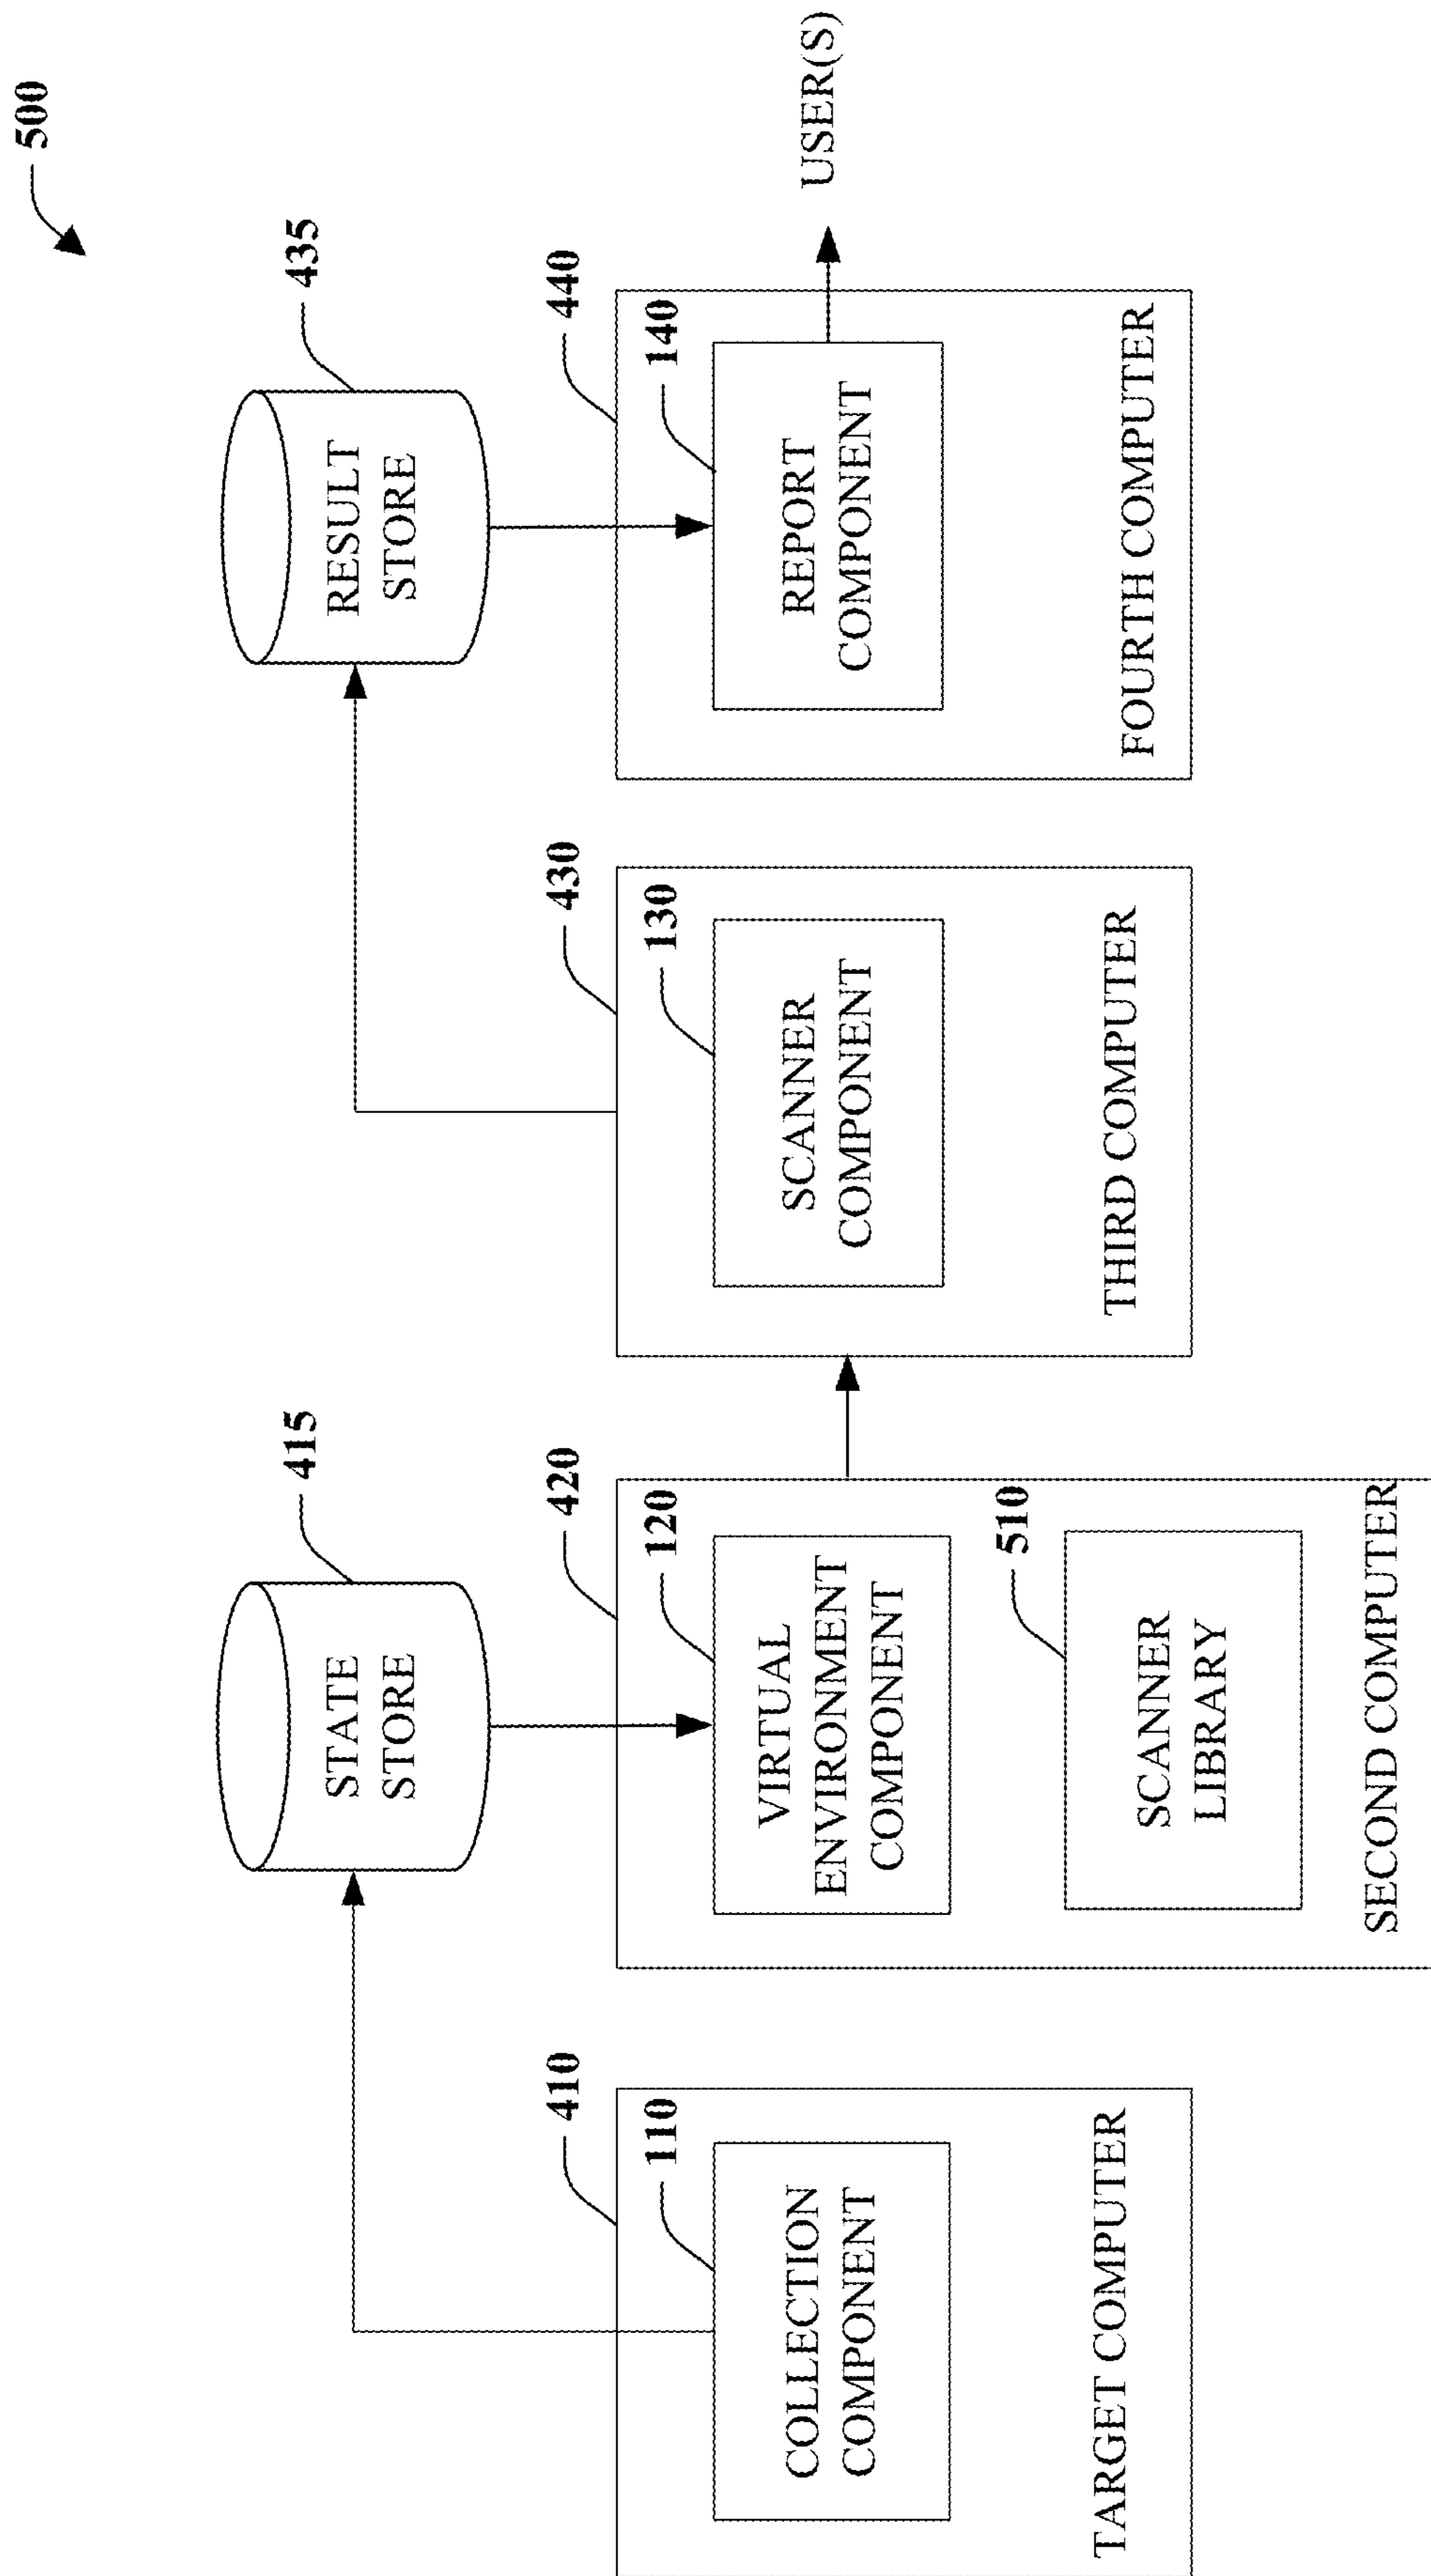 500
415
STATE
STORE
435
RESULT
STORE
410
110
COLLECTION
COMPONENT
TARGET COMPUTER
420
120
VIRTUAL
ENVIRONMENT
COMPONENT
510
SCANNER
LIBRARY
SECOND COMPUTER
430
130
SCANNER
COMPONENT
THIRD COMPUTER
440
140
REPORT
COMPONENT
FOURTH COMPUTER
USER(S)